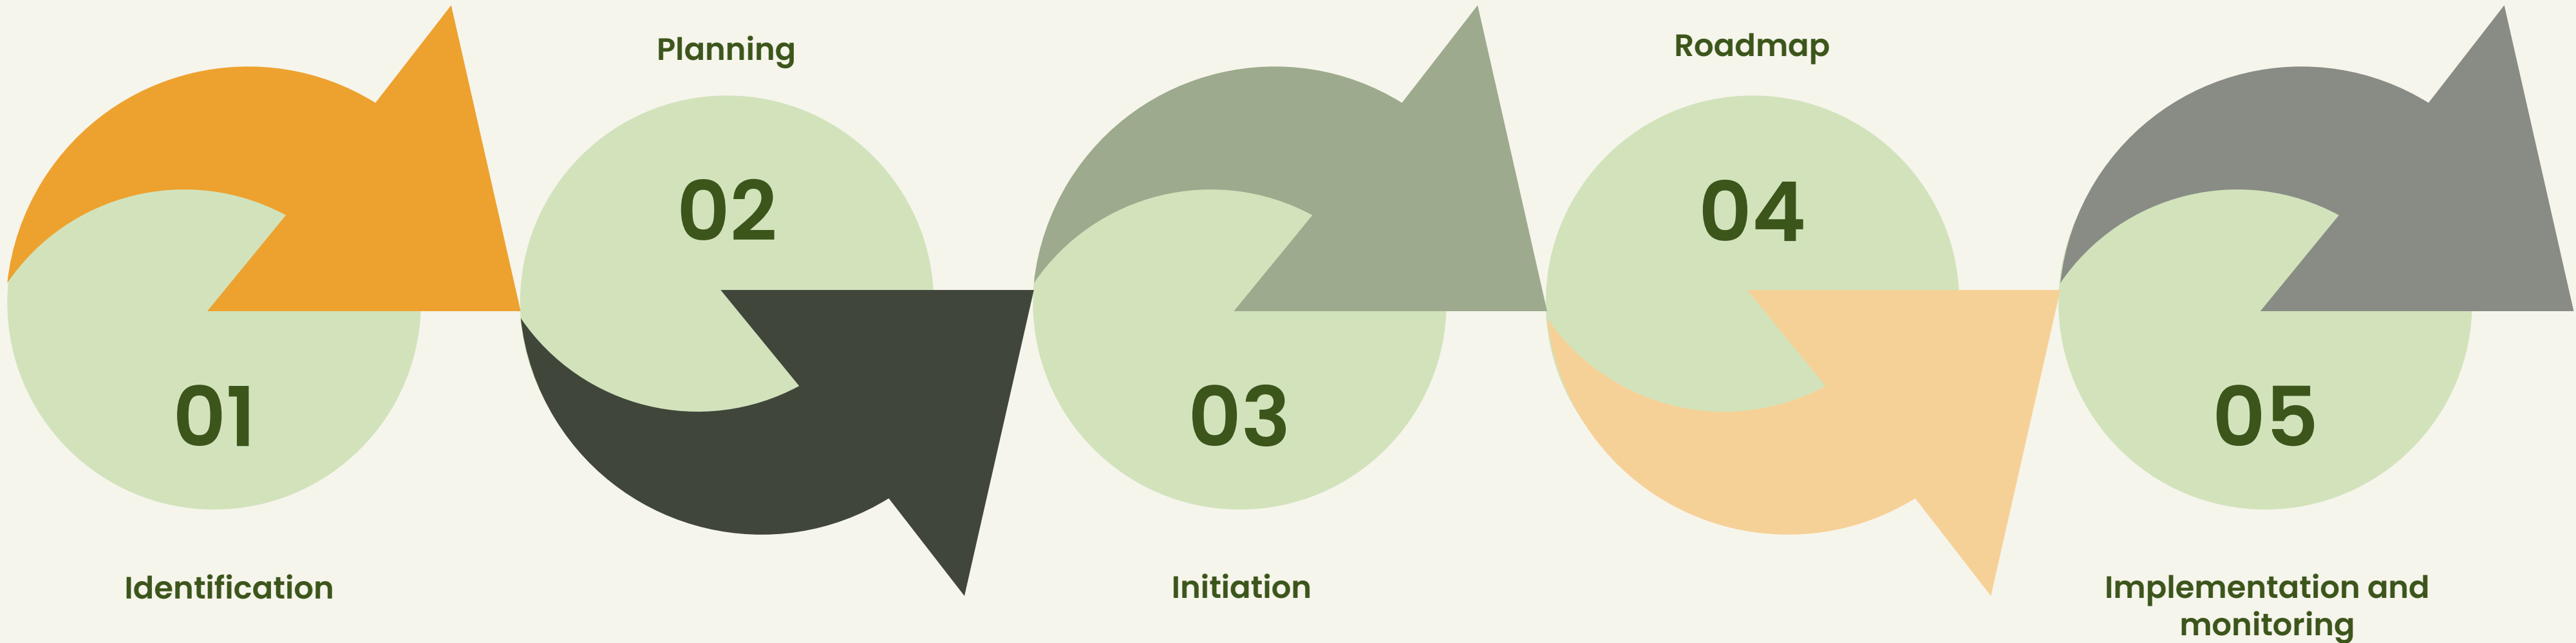 01
Identification
Planning
02
03
Initiation
Roadmap
04
05
Implementation and
monitoring